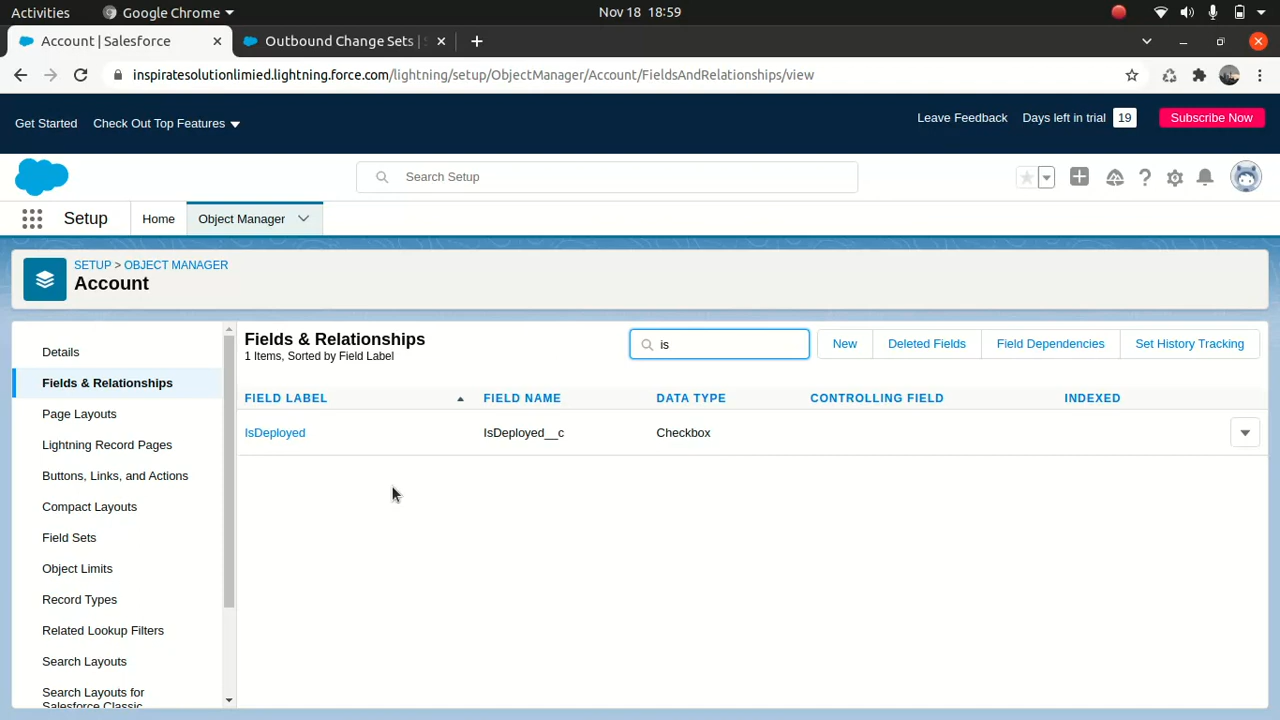 Activities
Google Chrome
Nov 18 18:59
Account | Salesforce
Outbound Change Sets |
inspiratesolutionlimied.lightning.force.com/lightning/setup/ObjectManager/Account/FieldsAndRelationships/view
Get Started
Check Out Top Features
Leave Feedback
Days left in trial 19
Subscribe Now
Search Setup
Setup
Home
Object Manager
SETUP > OBJECT MANAGER
Account
Details
Fields & Relationships
Page Layouts
Lightning Record Pages
Buttons, Links, and Actions
Compact Layouts
Field Sets
Object Limits
Record Types
Related Lookup Filters
Search Layouts
Search Layouts for
Salesforce Classic
Fields & Relationships
1 Items, Sorted by Field Label
is
New
Deleted Fields
Field Dependencies
Set History Tracking
FIELD LABEL FIELD NAME DATA TYPE CONTROLLING FIELD INDEXED
IsDeployed IsDeployed__c Checkbox